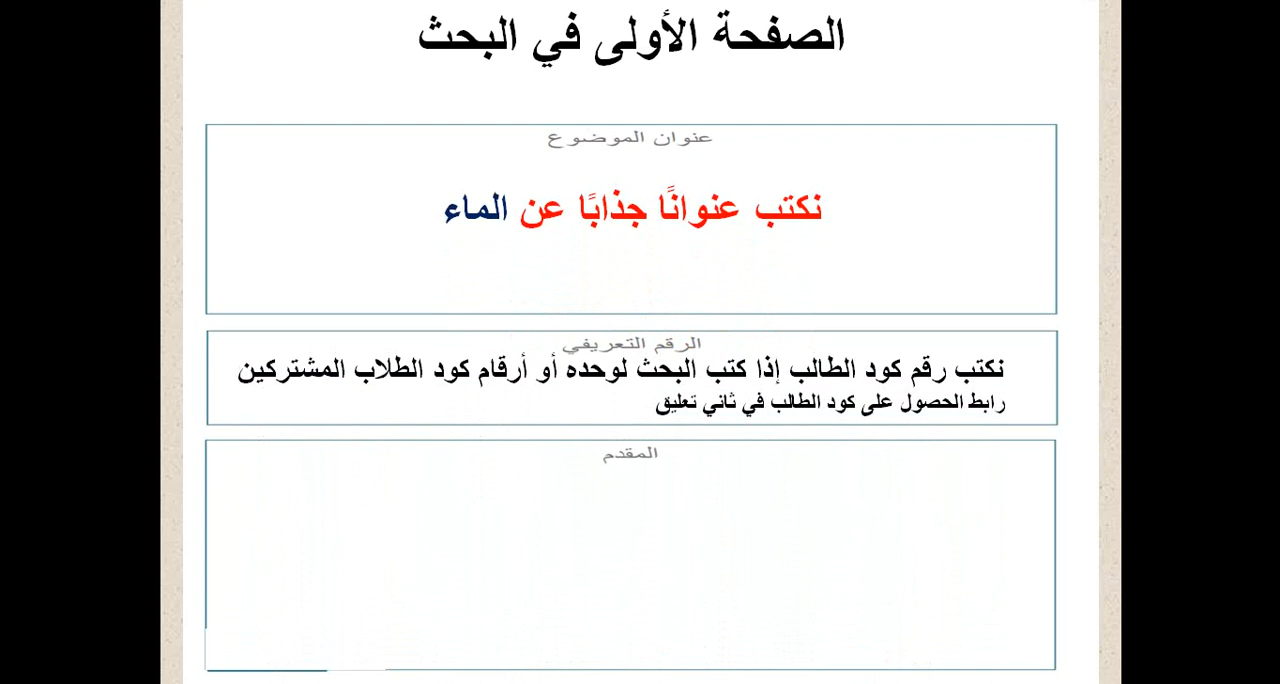 الصفحة الأولى في البحث
عنوان الموضوع
نكتب عنوانًا جذابًا عن الماء
الرقم التعريفي
نكتب رقم كود الطالب إذا كتب البحث لوحده أو أرقام كود الطلاب المشتركين
رابط الحصول على كود الطالب في ثاني تعليق
المقدم